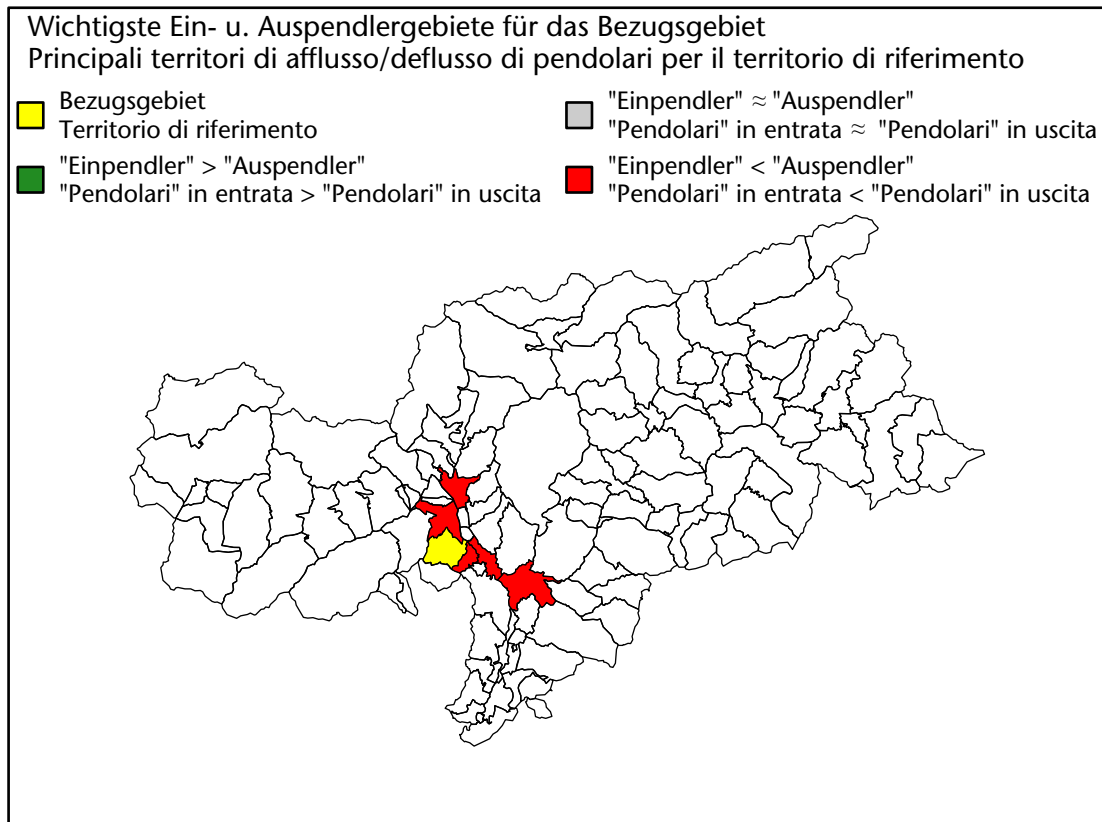 Wichtigste Ein- u. Auspendlergebiete für das Bezugsgebiet
Principali territori di afflusso/deflusso di pendolari per il territorio di riferimento
Bezugsgebiet
Territorio di riferimento
"Einpendler" ≈ "Auspendler"
"Pendolari" in entrata ≈ "Pendolari" in uscita
"Einpendler" > "Auspendler"
"Pendolari" in entrata > "Pendolari" in uscita
"Einpendler" < "Auspendler"
"Pendolari" in entrata < "Pendolari" in uscita